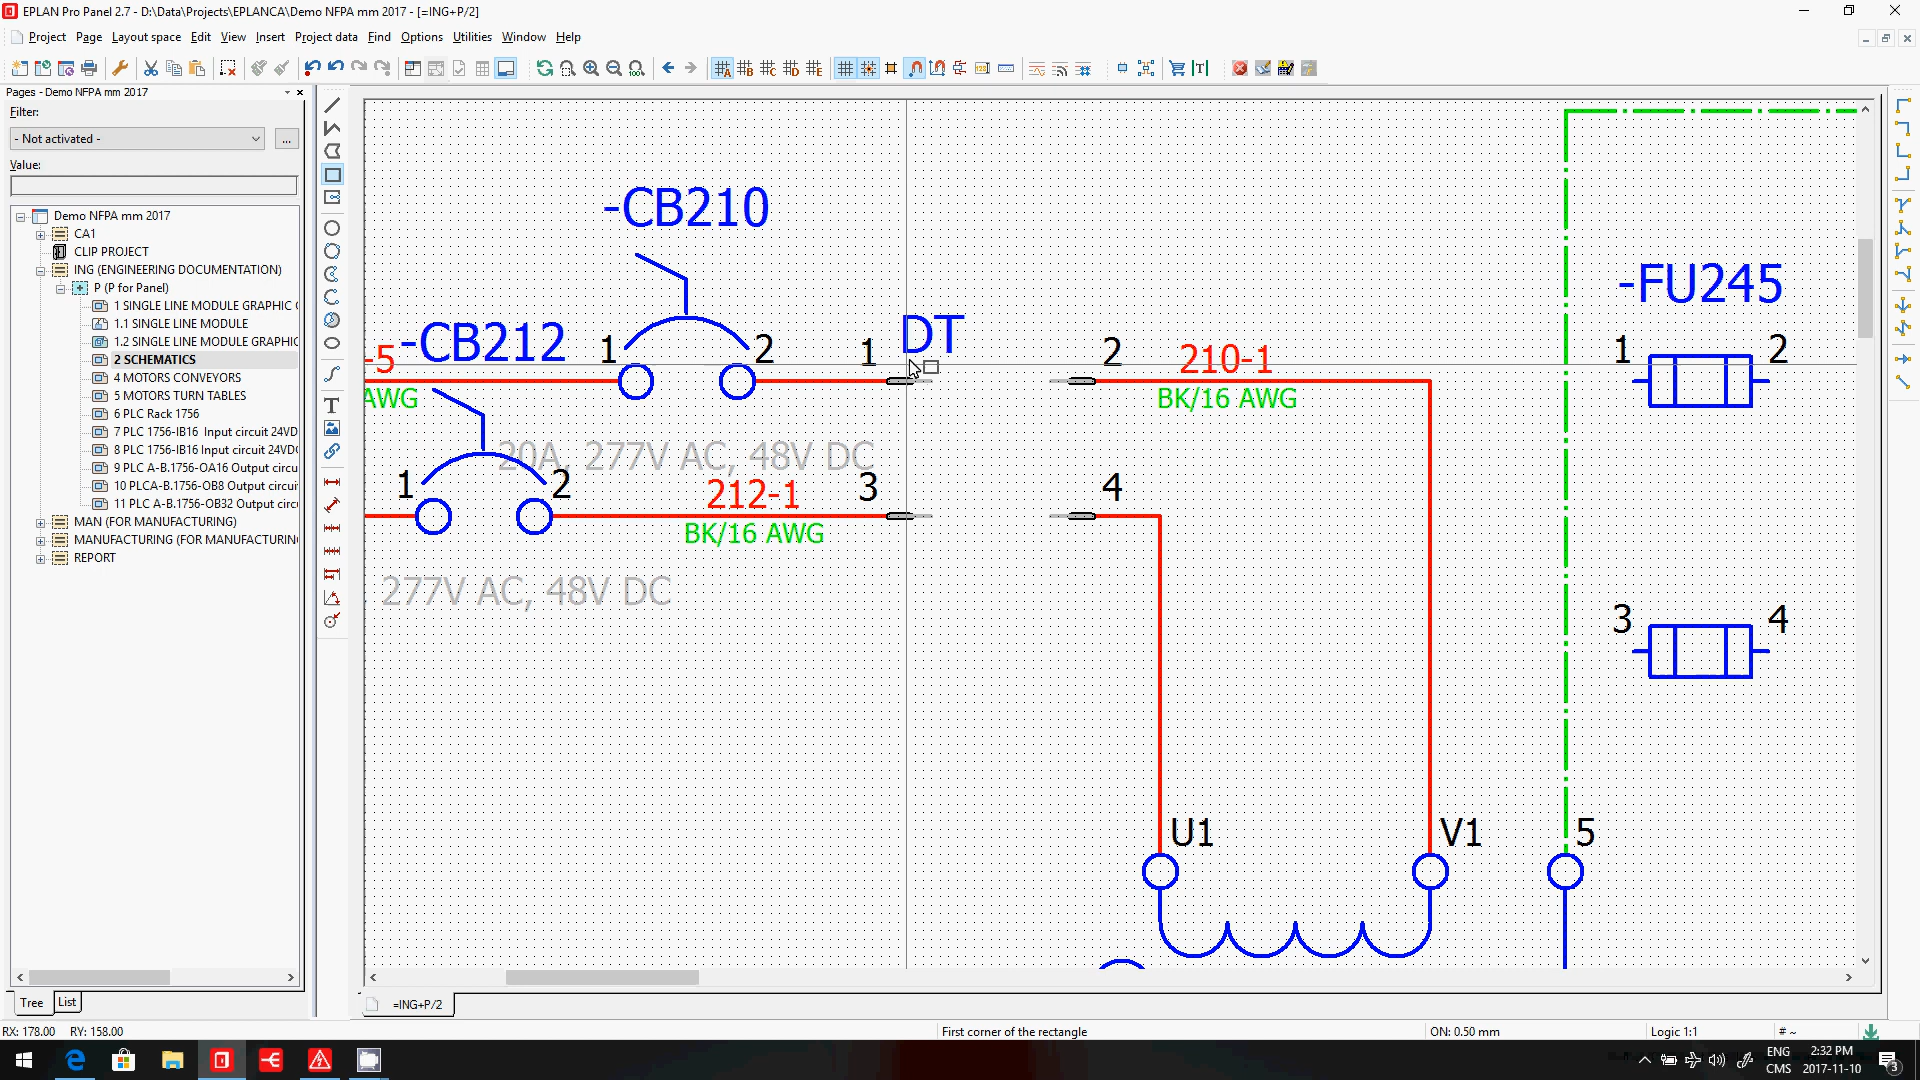 EPLAN Pro Panel 2.7 - D:\Data\Projects\EPLANCA\Demo NFPA mm 2017 - [=ING+P/2]
Project Page Layout space Edit View Insert Project data Find Options Utilities Window Help
Pages - Demo NFPA mm 2017
Filter:
- Not activated -
...
Value:
Demo NFPA mm 2017
CA1
CLIP PROJECT
ING (ENGINEERING DOCUMENTATION)
P (P for Panel)
1 SINGLE LINE MODULE GRAPHIC
1.1 SINGLE LINE MODULE
1.2 SINGLE LINE MODULE GRAPHIC
2 SCHEMATICS
4 MOTORS CONVEYORS
5 MOTORS TURN TABLES
6 PLC Rack 1756
7 PLC 1756-IB16 Input circuit 24VD
8 PLC 1756-IB16 Input circuit 24VDC
9 PLC A-B.1756-OA16 Output circu
10 PLCA-B.1756-OB8 Output circui
11 PLC A-B.1756-OB32 Output circu
MAN (FOR MANUFACTURING)
MANUFACTURING (FOR MANUFACTURIN
REPORT
Tree List
-CB210
-FU245
-CB212 1 2 1 DT 2 210-1 1 2
-5
AWG BK/16 AWG
20A, 277V AC, 48V DC
1 2 212-1 3 4
BK/16 AWG
277V AC, 48V DC
3 4
U1 V1 5
=ING+P/2
RX: 178.00 RY: 158.00 First corner of the rectangle ON: 0.50 mm Logic 1:1 # ~
ENG 2:32 PM
CMS 2017-11-10 3